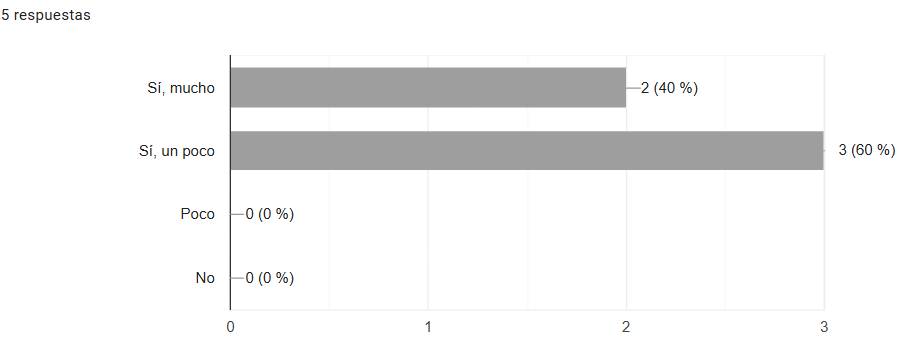 5 respuestas
Sí, mucho 2 (40 %)
Sí, un poco 3 (60 %)
Poco 0 (0 %)
No 0 (0 %)
0 1 2 3